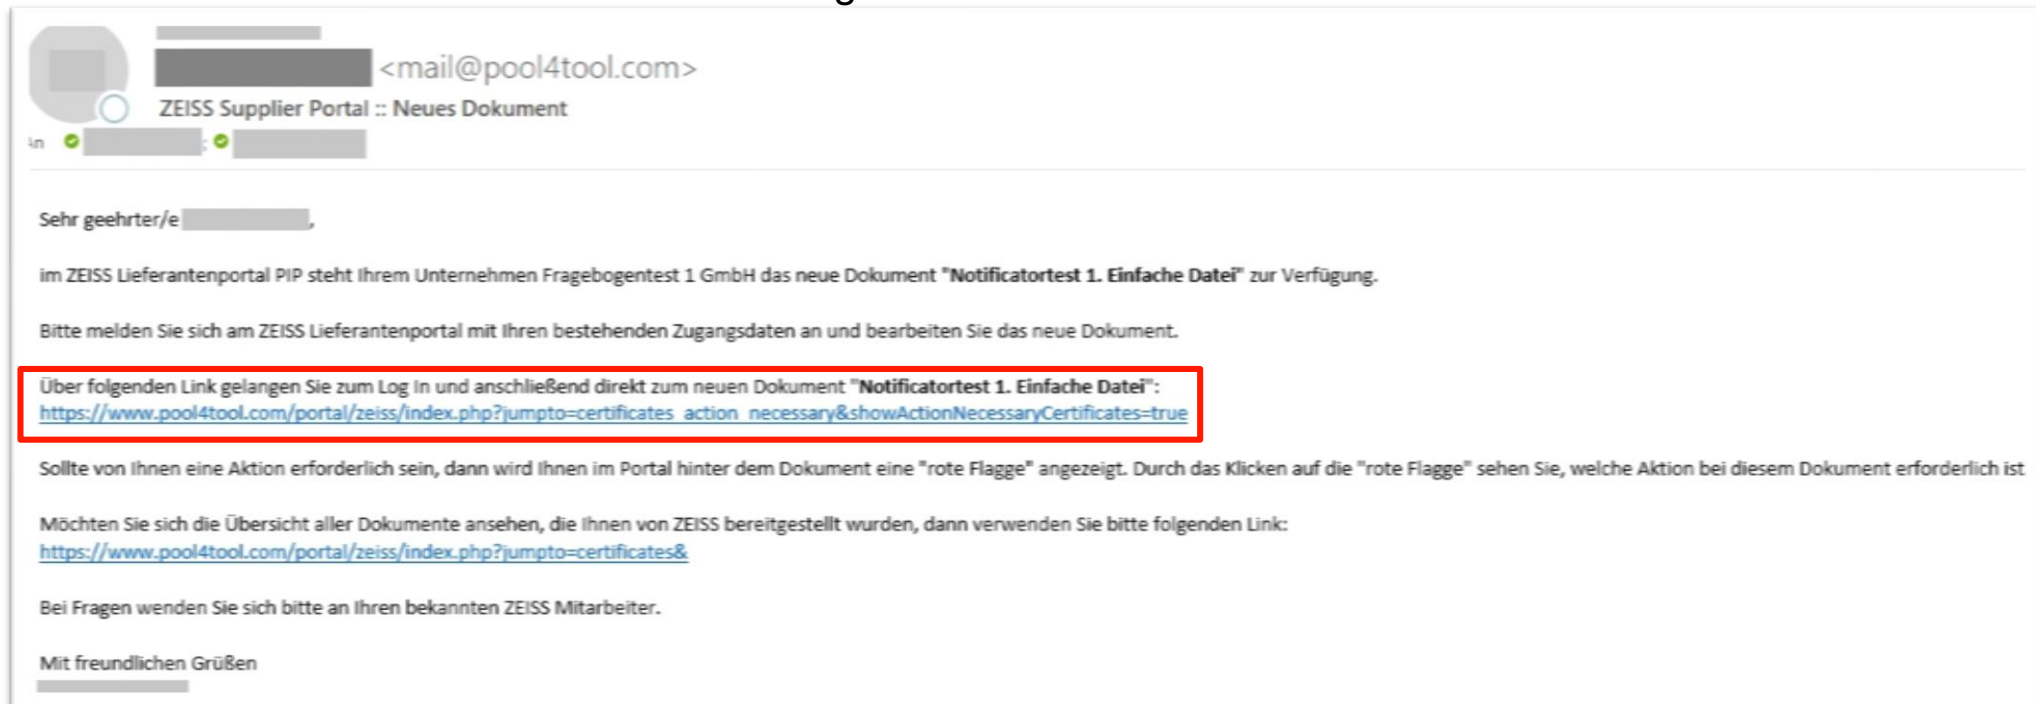 <mail@pool4tool.com>
ZEISS Supplier Portal :: Neues Dokument
An
;
Sehr geehrter/e ,
im ZEISS Lieferantenportal PIP steht Ihrem Unternehmen Fragebogentest 1 GmbH das neue Dokument "Notificatortest 1. Einfache Datei" zur Verfügung.
Bitte melden Sie sich am ZEISS Lieferantenportal mit Ihren bestehenden Zugangsdaten an und bearbeiten Sie das neue Dokument.
Über folgenden Link gelangen Sie zum Log In und anschließend direkt zum neuen Dokument "Notificatortest 1. Einfache Datei":
https://www.pool4tool.com/portal/zeiss/index.php?jumpto=certificates_action_necessary&showActionNecessaryCertificates=true
Sollte von Ihnen eine Aktion erforderlich sein, dann wird Ihnen im Portal hinter dem Dokument eine "rote Flagge" angezeigt. Durch das Klicken auf die "rote Flagge" sehen Sie, welche Aktion bei diesem Dokument erforderlich ist
Möchten Sie sich die Übersicht aller Dokumente ansehen, die Ihnen von ZEISS bereitgestellt wurden, dann verwenden Sie bitte folgenden Link:
https://www.pool4tool.com/portal/zeiss/index.php?jumpto=certificates&
Bei Fragen wenden Sie sich bitte an Ihren bekannten ZEISS Mitarbeiter.
Mit freundlichen Grüßen